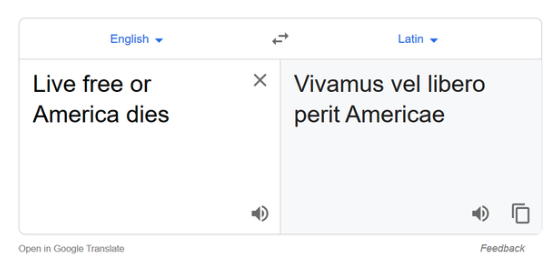 English Latin
Live free or
America dies
Vivamus vel libero
perit Americae
Open in Google Translate Feedback